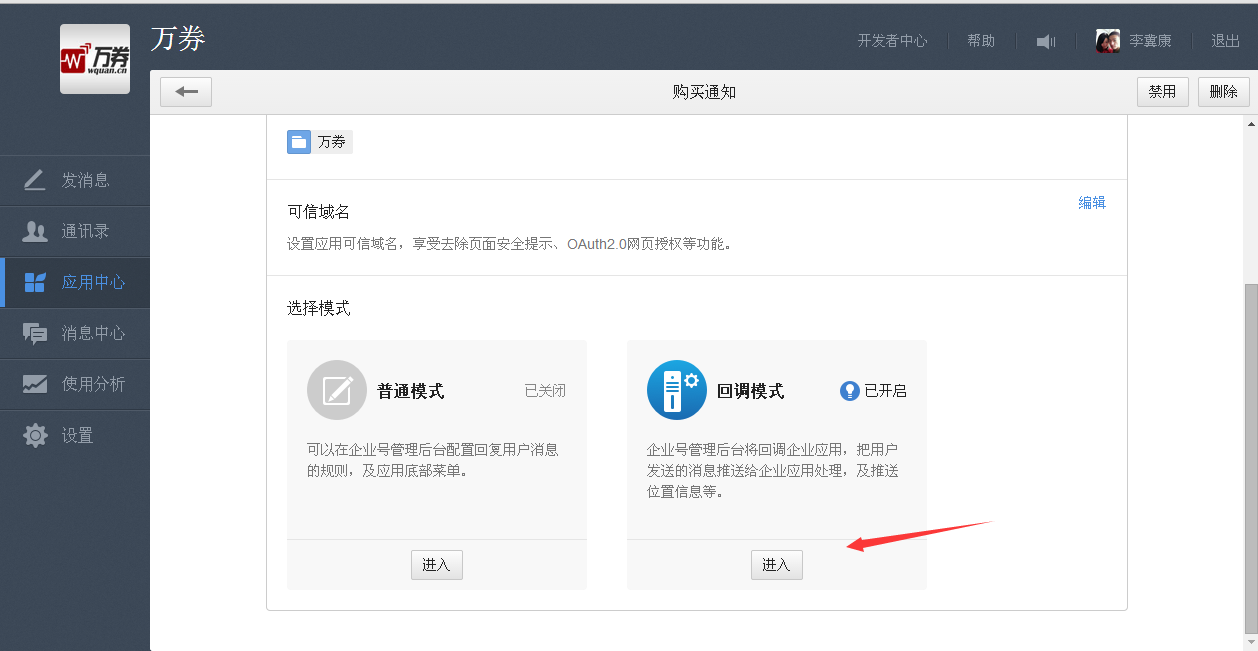 万券
wquan.cn
万券
开发者中心
帮助
李冀康
退出
购买通知
禁用
删除
发消息
通讯录
应用中心
消息中心
使用分析
设置
万券
可信域名
编辑
设置应用可信域名，享受去除页面安全提示、OAuth2.0网页授权等功能。
选择模式
普通模式
已关闭
可以在企业号管理后台配置回复用户消息
的规则，及应用底部菜单。
进入
回调模式
已开启
企业号管理后台将回调企业应用，把用户
发送的消息推送给企业应用处理，及推送
位置信息等。
进入